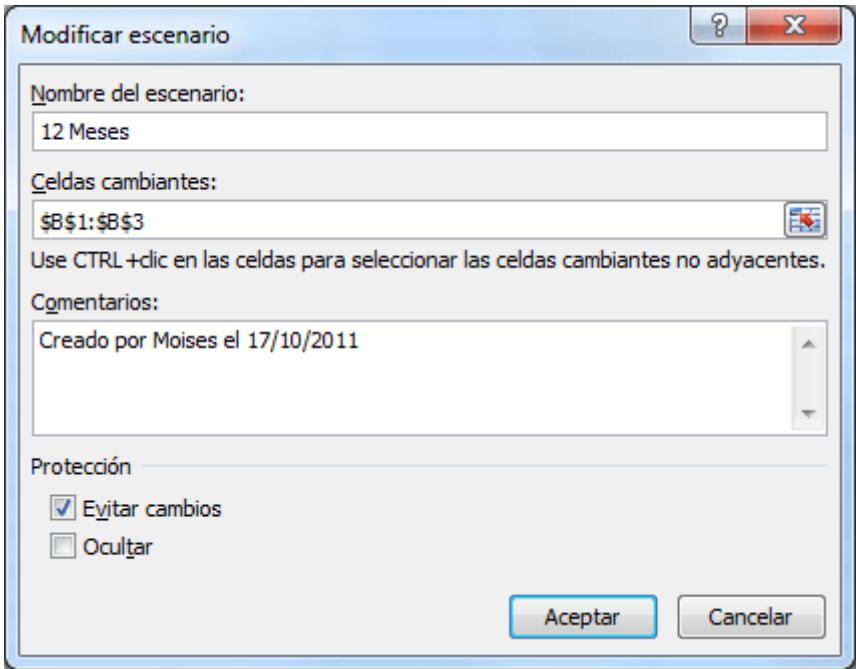 Modificar escenario
Nombre del escenario:
12 Meses
Celdas cambiantes:
$B$1:$B$3
Use CTRL+clic en las celdas para seleccionar las celdas cambiantes no adyacentes.
Comentarios:
Creado por Moises el 17/10/2011
Protección
Evitar cambios
Ocultar
Aceptar
Cancelar